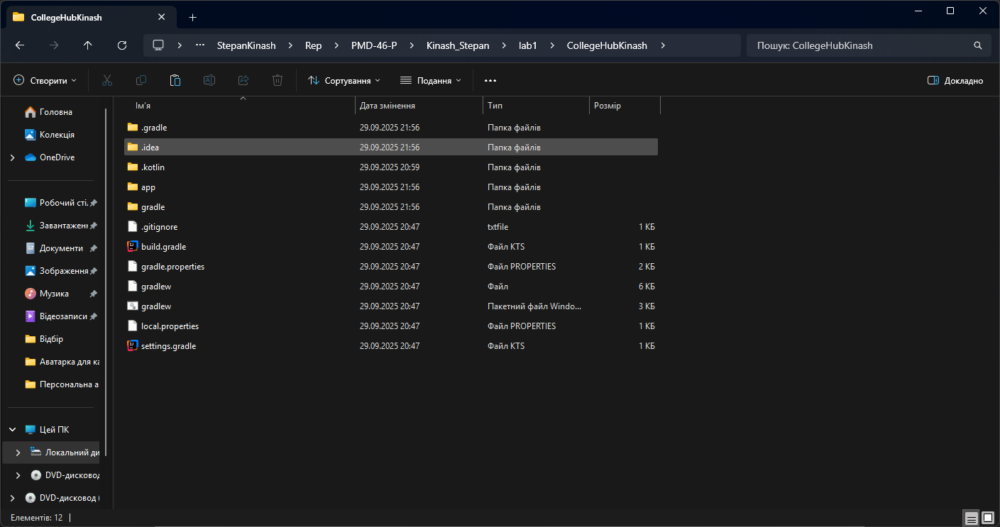 CollegeHubKinash
StepanKinash Rep PMD-46-P Kinash_Stepan lab1 CollegeHubKinash
Пошук: CollegeHubKinash
Створити Сортування Подання Докладно
Головна
Колекція
OneDrive
Робочий сті.
Завантажен
Документи
Зображення
Музика
Відеозаписи
Відбір
Аватарка для ка
Персональна а
Цей ПК
Локальний ди
DVD-дисковод
DVD-дисковод (
Ім’я Дата змінення Тип Розмір
.gradle 29.09.2025 21:56 Папка файлів
.idea 29.09.2025 21:56 Папка файлів
.kotlin 29.09.2025 20:59 Папка файлів
app 29.09.2025 21:56 Папка файлів
gradle 29.09.2025 21:56 Папка файлів
.gitignore 29.09.2025 20:47 txtfile 1 КБ
build.gradle 29.09.2025 20:47 Файл KTS 1 КБ
gradle.properties 29.09.2025 20:47 Файл PROPERTIES 2 КБ
gradlew 29.09.2025 20:47 Файл 6 КБ
gradlew 29.09.2025 20:47 Пакетний файл Windo... 3 КБ
local.properties 29.09.2025 20:47 Файл PROPERTIES 1 КБ
settings.gradle 29.09.2025 20:47 Файл KTS 1 КБ
Елементів: 12